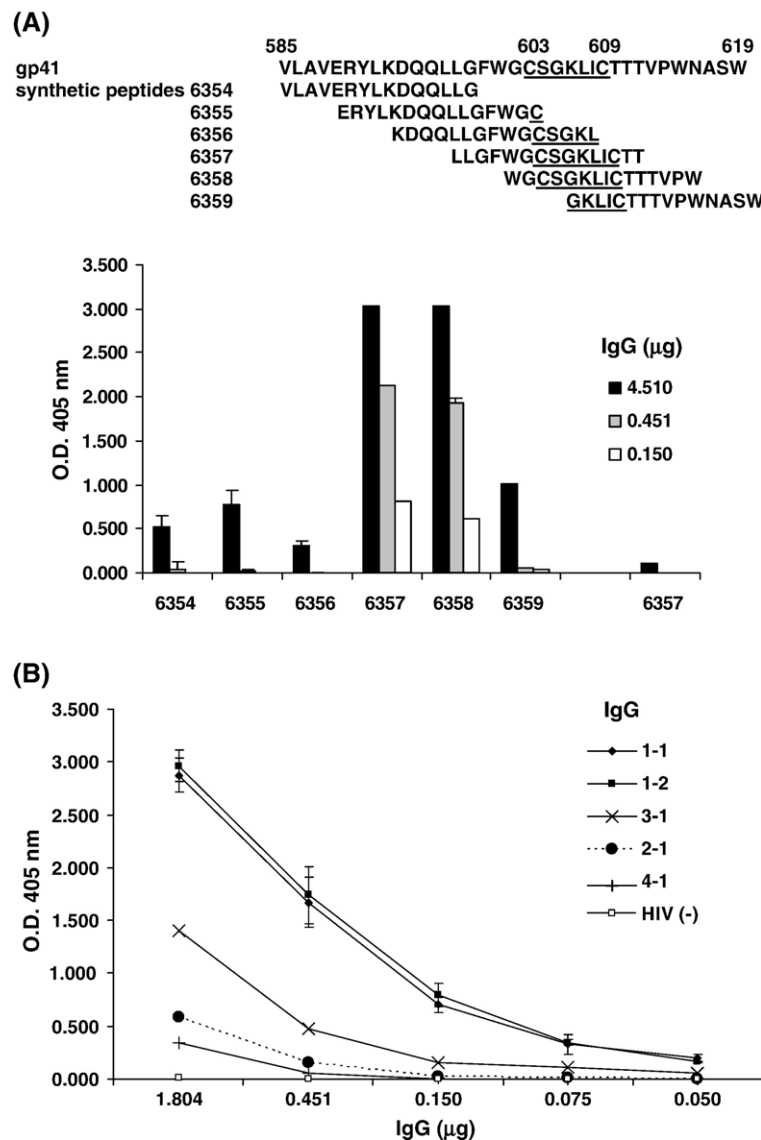 (A)
585 603 609 619
gp41 VLAVERYLKDQQLLGFWGCSGKLICTTTVPWNASW
synthetic peptides 6354 VLAVERYLKDQQLLG
6355 ERYLKDQQLLGFWGC
6356 KDQQLLGFWGCSGKL
6357 LLGFWGCSGKLICTT
6358 WGCSGKLICTTTVPW
6359 GKLICTTTVPWNASW
3.500
3.000
2.500
2.000
1.500
1.000
0.500
0.000
O.D. 405 nm
IgG (µg)
4.510
0.451
0.150
6354 6355 6356 6357 6358 6359 6357
(B)
3.500
3.000
2.500
2.000
1.500
1.000
0.500
0.000
O.D. 405 nm
IgG
1-1
1-2
3-1
2-1
4-1
HIV (-)
1.804 0.451 0.150 0.075 0.050
IgG (µg)